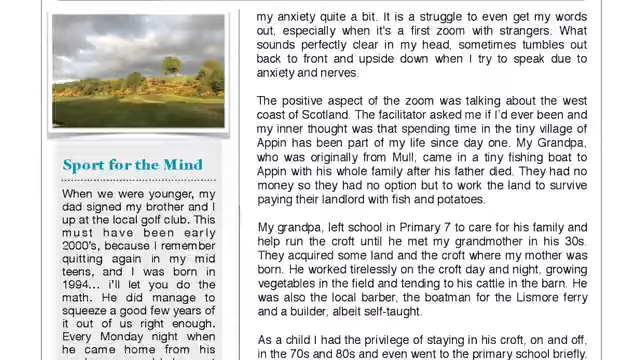 my anxiety quite a bit. It is a struggle to even get my words
out, especially when it's a first zoom with strangers. What
sounds perfectly clear in my head, sometimes tumbles out
back to front and upside down when I try to speak due to
anxiety and nerves.
The positive aspect of the zoom was talking about the west
coast of Scotland. The facilitator asked me if I'd ever been and
my inner thought was that spending time in the tiny village of
Appin has been part of my life since day one. My Grandpa,
who was originally from Mull, came in a tiny fishing boat to
Appin with his whole family after his father died. They had no
money so they had no option but to work the land to survive
paying their landlord with fish and potatoes.
My grandpa, left school in Primary 7 to care for his family and
help run the croft until he met my grandmother in his 30s.
They acquired some land and the croft where my mother was
born. He worked tirelessly on the croft day and night, growing
vegetables in the field and tending to his cattle in the barn. He
was also the local barber, the boatman for the Lismore ferry
and a builder, albeit self-taught.
As a child I had the privilege of staying in his croft, on and off,
in the 70s and 80s and even went to the primary school briefly.
Sport for the Mind
When we were younger, my
dad signed my brother and I
up at the local golf club. This
must have been early
2000's, because I remember
quitting again in my mid
teens, and I was born in
1994... i'll let you do the
math. He did manage to
squeeze a good few years of
it out of us right enough.
Every Monday night when
he came home from his